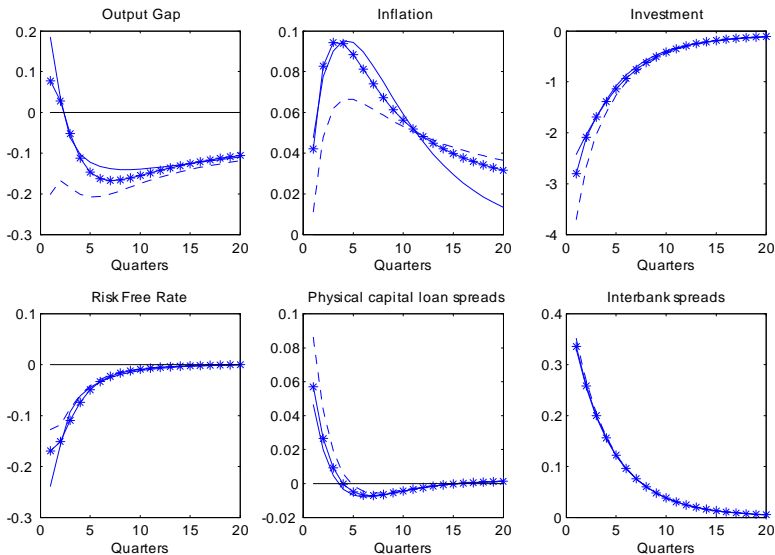 Output Gap
Inflation
Investment
0.2
0.1
0
-0.1
-0.2
-0.3
0 5 10 15 20
Quarters
0.1
0.08
0.06
0.04
0.02
0
0 5 10 15 20
Quarters
0
-1
-2
-3
-4
0 5 10 15 20
Quarters
Risk Free Rate
Physical capital loan spreads
Interbank spreads
0.1
0
-0.1
-0.2
-0.3
0 5 10 15 20
Quarters
0.1
0.08
0.06
0.04
0.02
0
-0.02
0 5 10 15 20
Quarters
0.4
0.3
0.2
0.1
0
0 5 10 15 20
Quarters